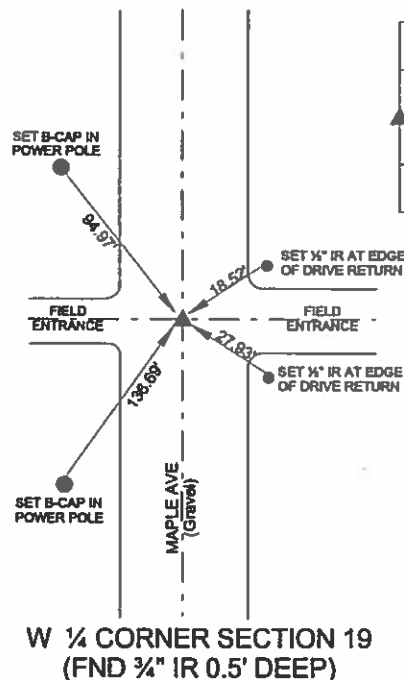 SET B-CAP IN
POWER POLE
94.97'
SET ½" IR AT EDGE
OF DRIVE RETURN
18.52'
FIELD
ENTRANCE
FIELD
ENTRANCE
27.83'
SET ½" IR AT EDGE
OF DRIVE RETURN
136.69'
SET B-CAP IN
POWER POLE
MAPLE AVE
(Gravel)
W ¼ CORNER SECTION 19
(FND ¾" IR 0.5' DEEP)